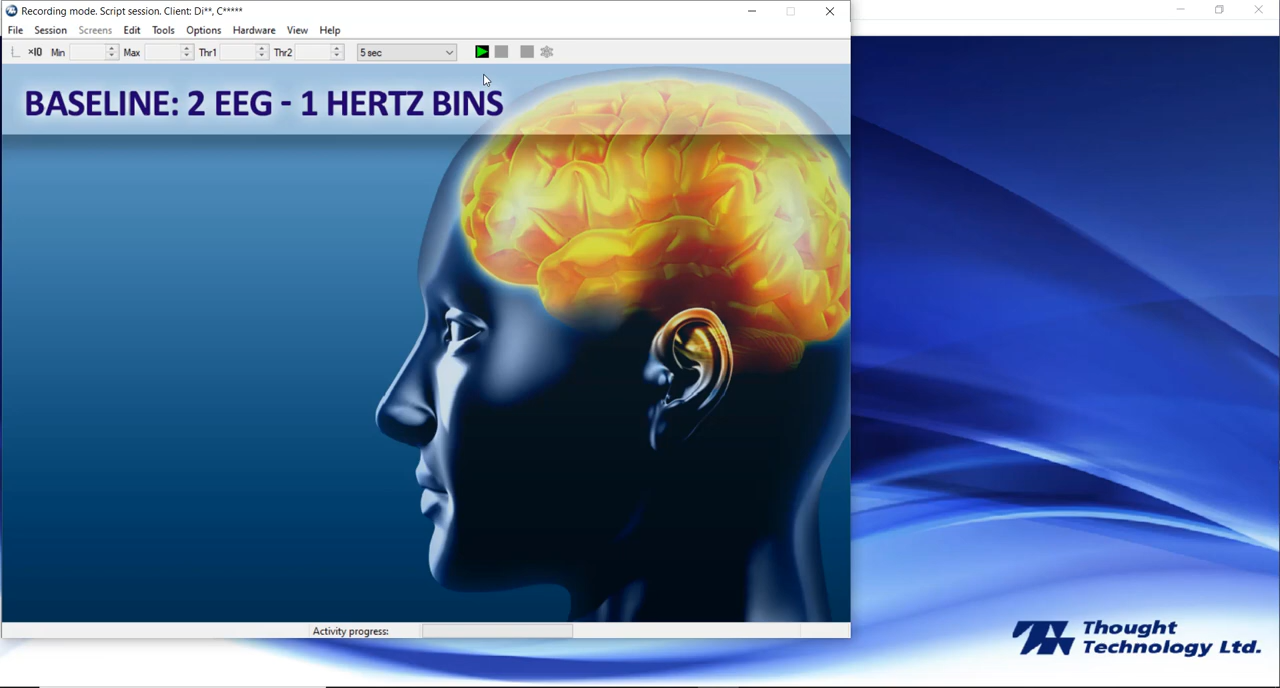 Recording mode. Script session. Client: Di**, C*****
File Session Screens Edit Tools Options Hardware View Help
×10 Min Max Thr1 Thr2 5 sec
BASELINE: 2 EEG - 1 HERTZ BINS
Activity progress:
Thought
Technology Ltd.